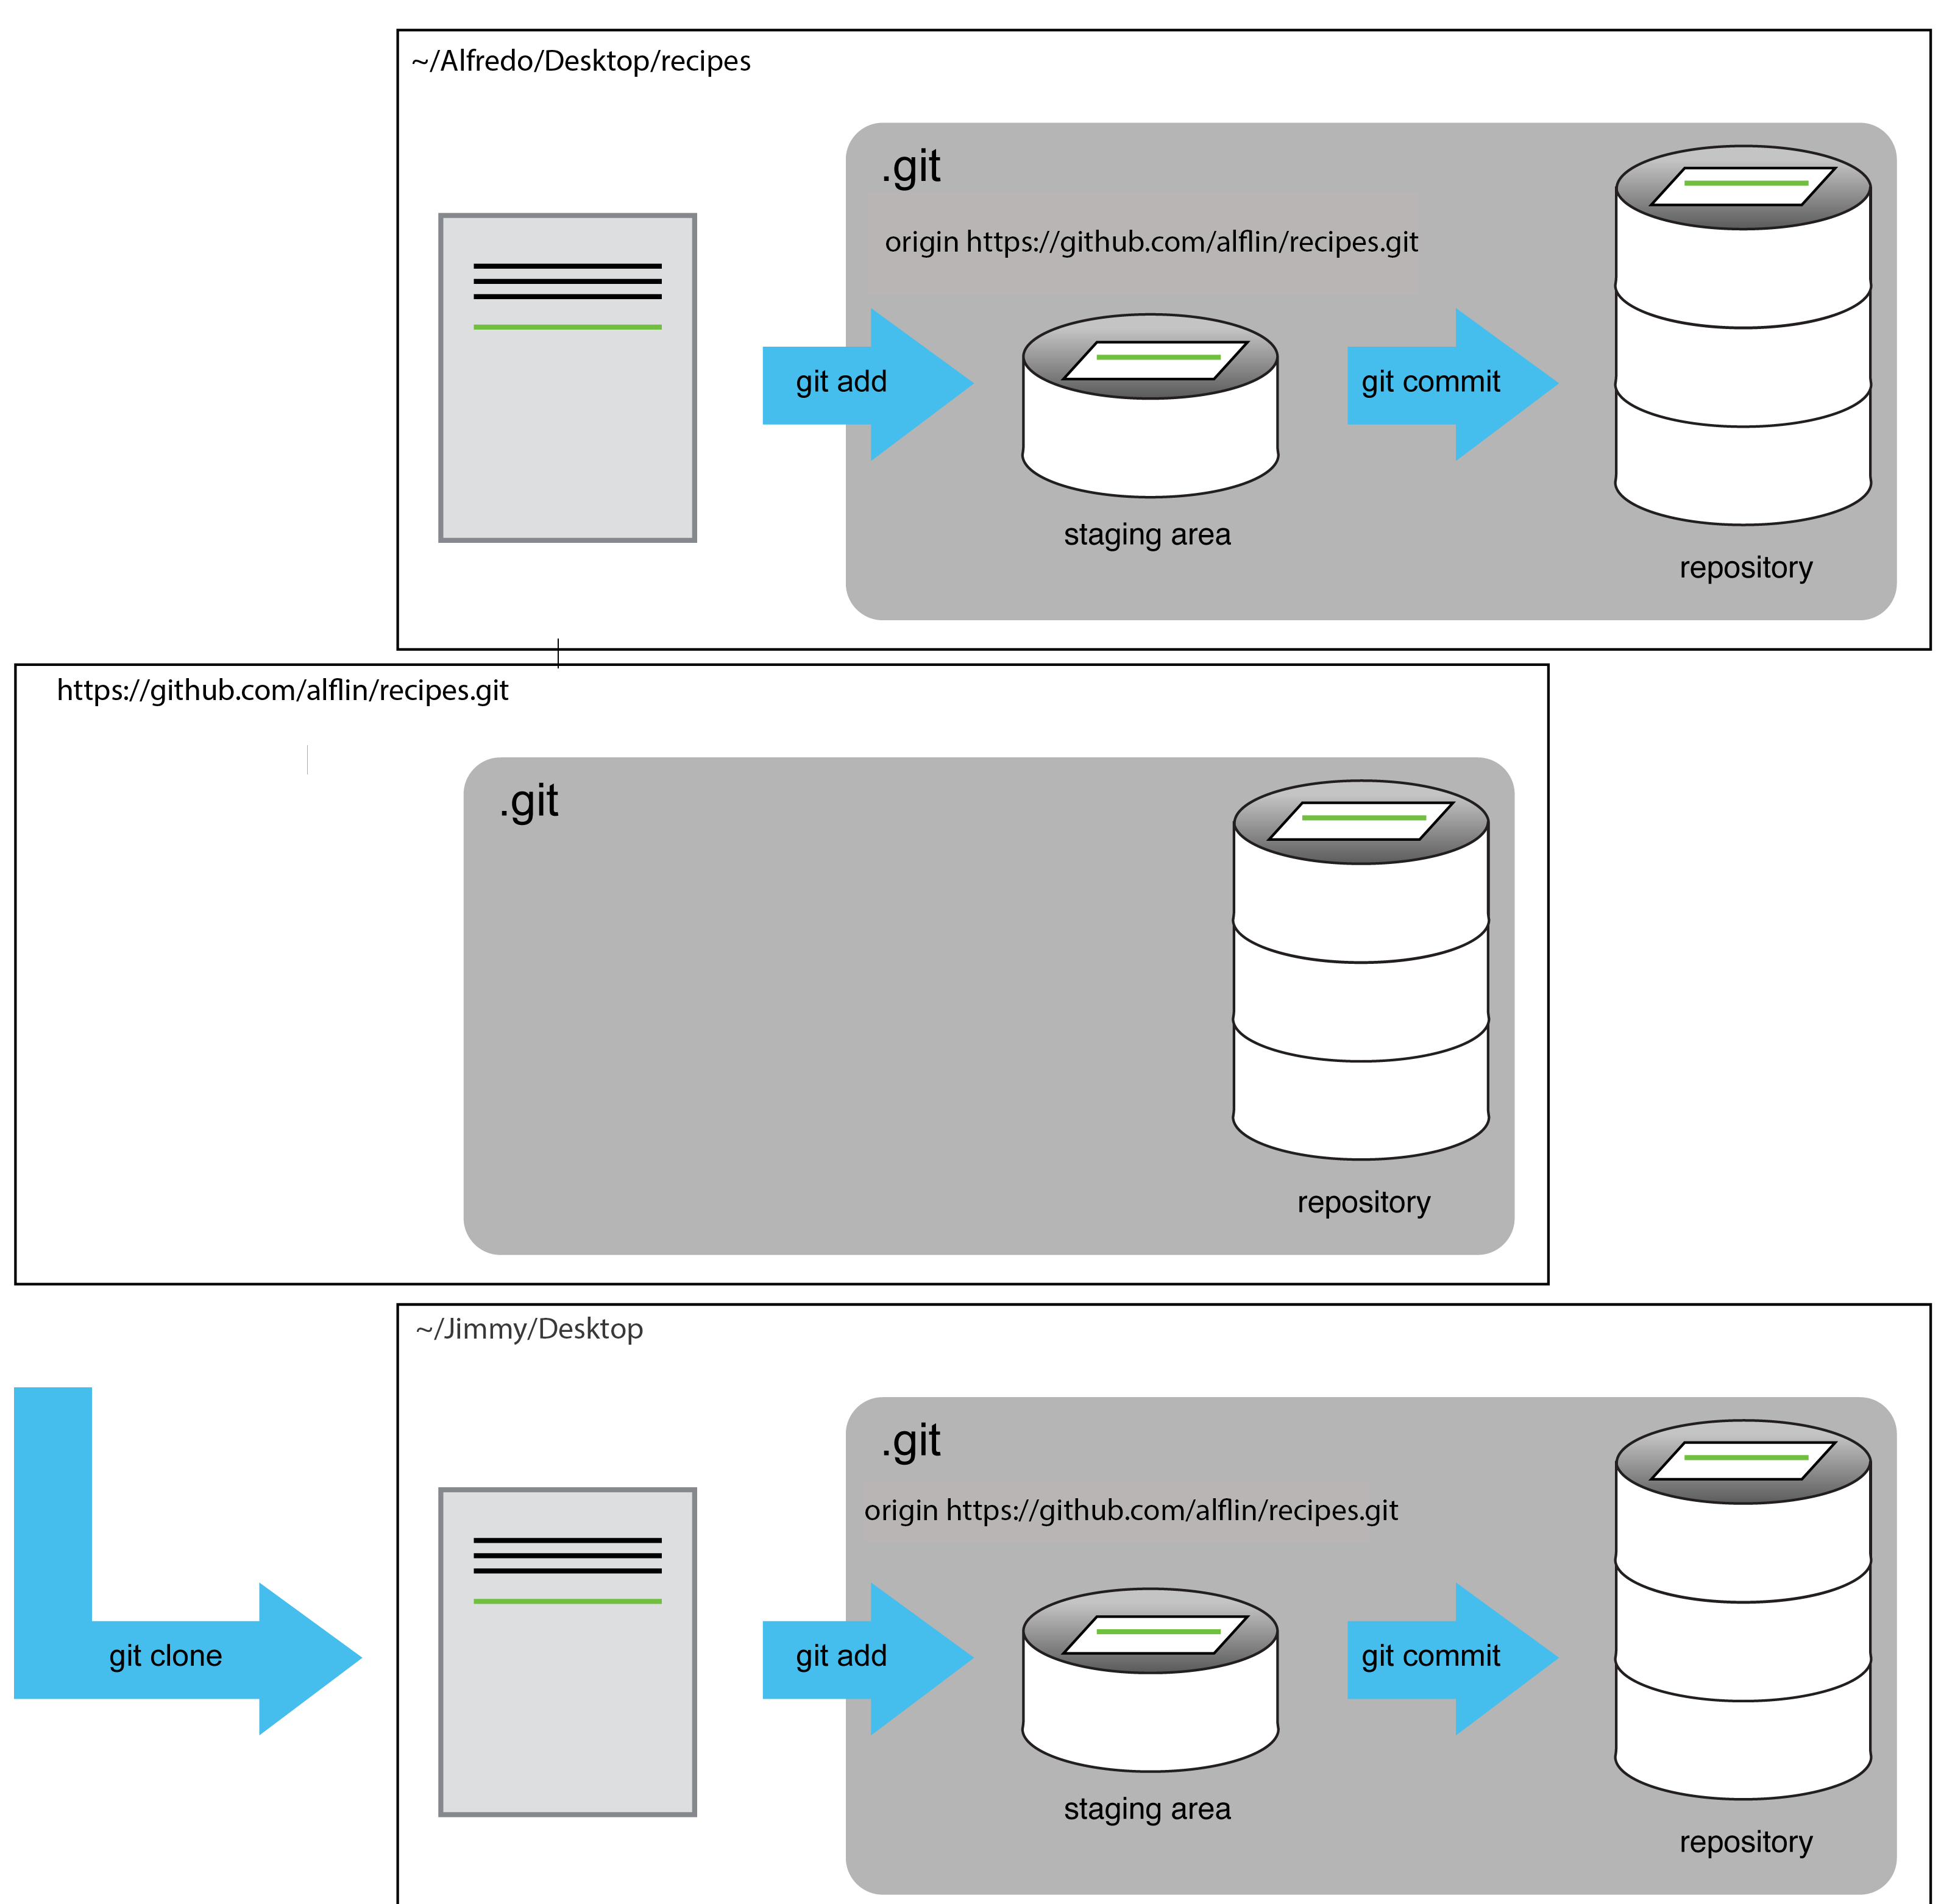 ~/Alfredo/Desktop/recipes
.git
origin https://github.com/alflin/recipes.git
git add
git commit
staging area
repository
https://github.com/alflin/recipes.git
.git
repository
~/Jimmy/Desktop
.git
origin https://github.com/alflin/recipes.git
git clone
git add
git commit
staging area
repository